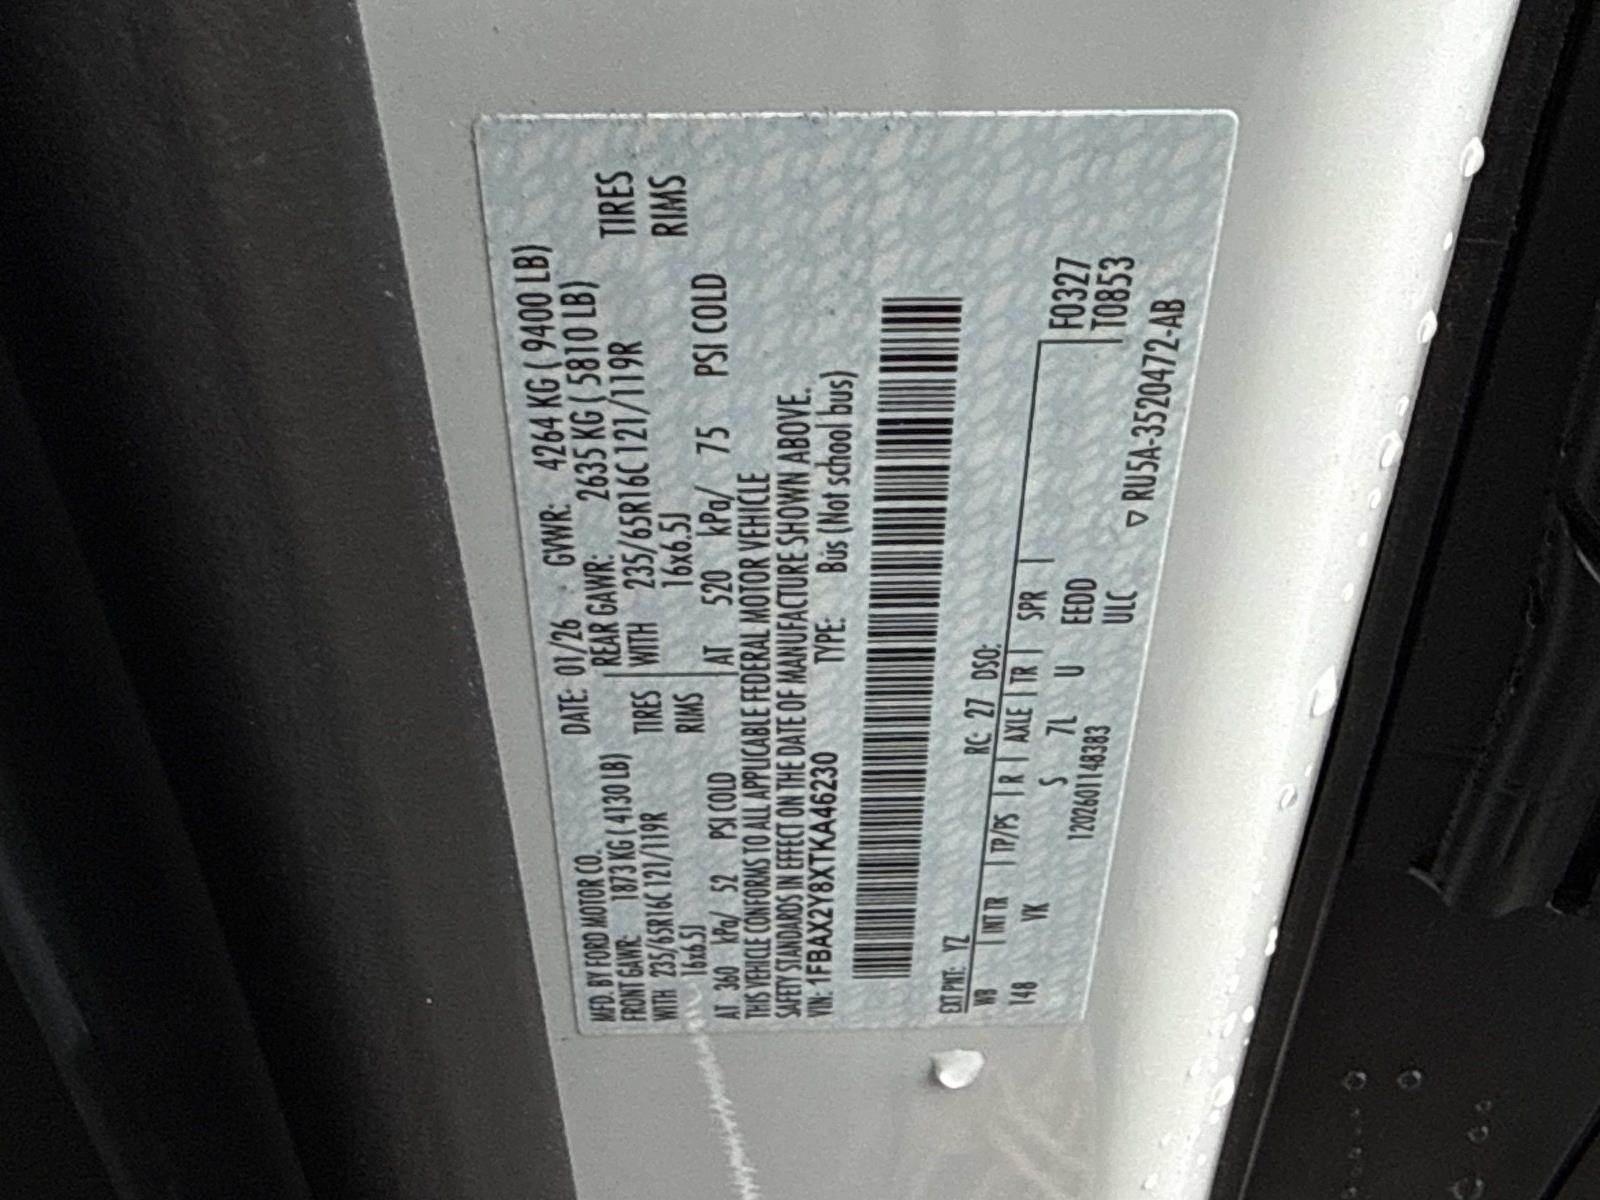 MFD. BY FORD MOTOR CO. DATE: 01/26 GVWR: 4264 KG ( 9400 LB)
FRONT GAWR: 1873 KG ( 4130 LB) REAR GAWR: 2635 KG ( 5810 LB)
WITH 235/65R16C 121/119R TIRES WITH 235/65R16C 121/119R TIRES
16x6.5J RIMS 16x6.5J RIMS
AT 360 kPa/ 52 PSI COLD AT 520 kPa/ 75 PSI COLD
THIS VEHICLE CONFORMS TO ALL APPLICABLE FEDERAL MOTOR VEHICLE
SAFETY STANDARDS IN EFFECT ON THE DATE OF MANUFACTURE SHOWN ABOVE.
VIN: 1FBAX2Y8XTKA46230 TYPE: Bus (Not school bus)
EXT PNT: YZ RC: 27 DSO:
WB INT TR TP/PS R AXLE TR SPR F0327
148 VK S 7L U EEDD T0853
1202601148383 ULC
▽ RU5A-3520472-AB